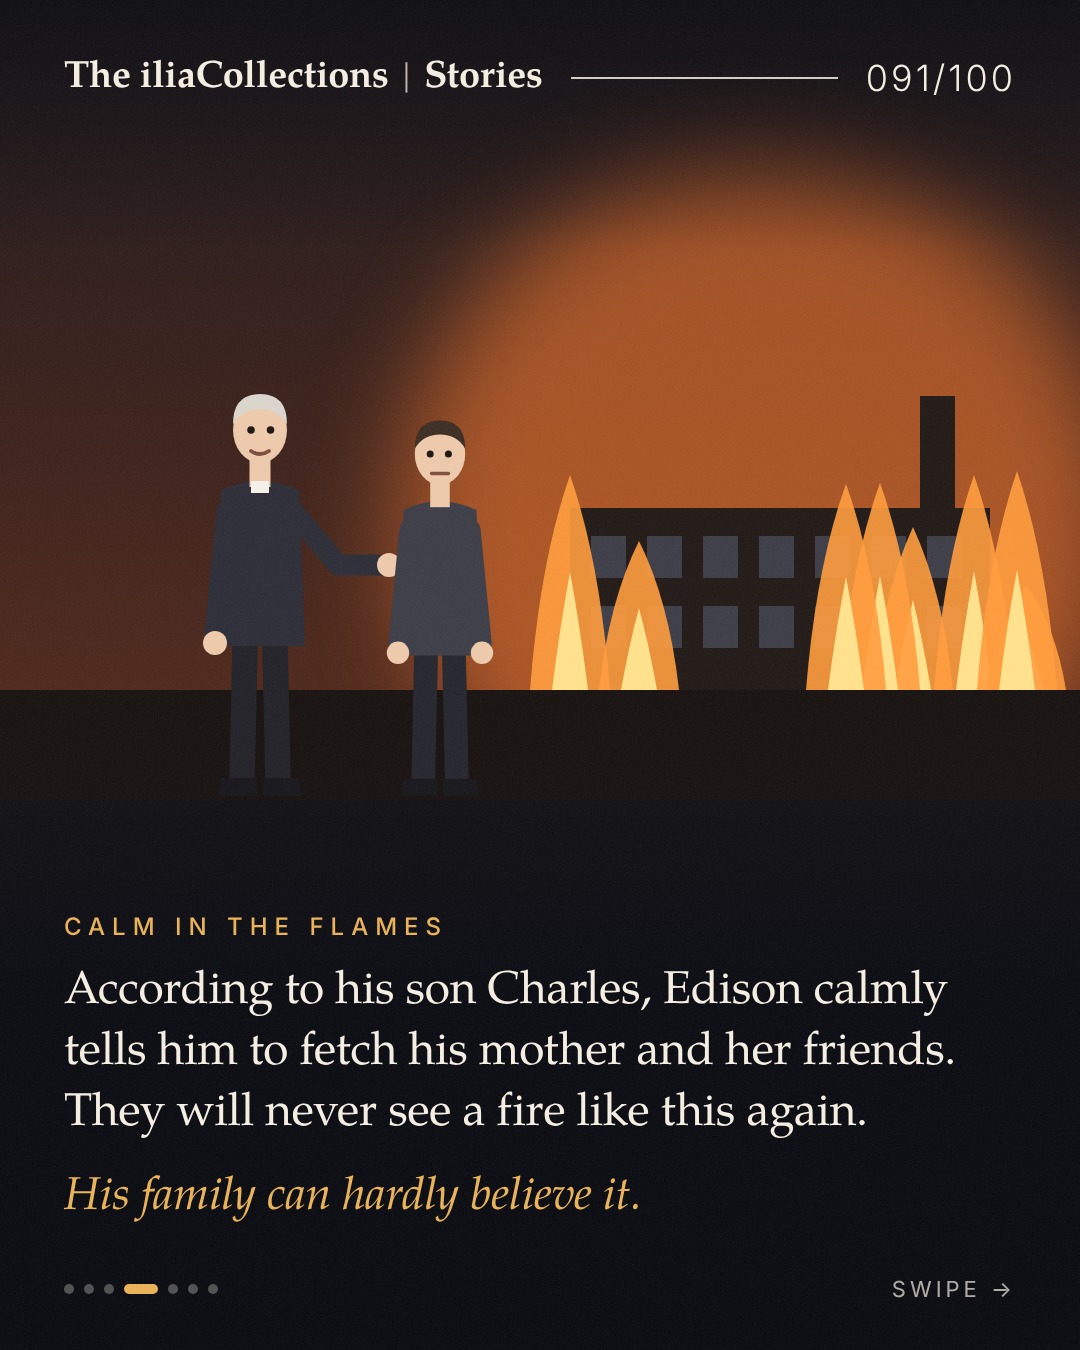 The iliaCollections | Stories 091/100
CALM IN THE FLAMES
According to his son Charles, Edison calmly
tells him to fetch his mother and her friends.
They will never see a fire like this again.
His family can hardly believe it.
SWIPE →